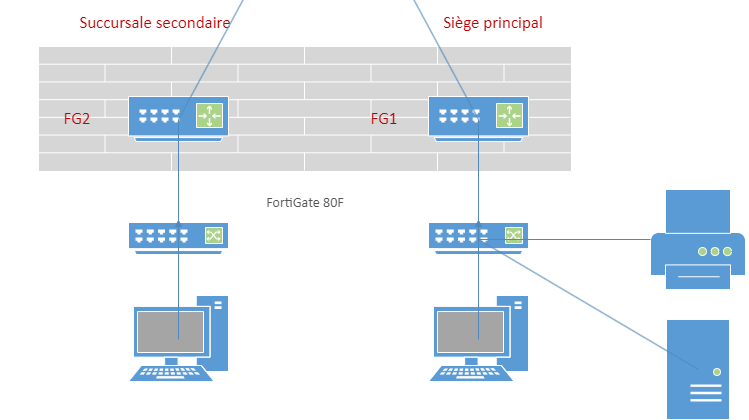 Succursale secondaire
Siège principal
FG2
FG1
FortiGate 80F